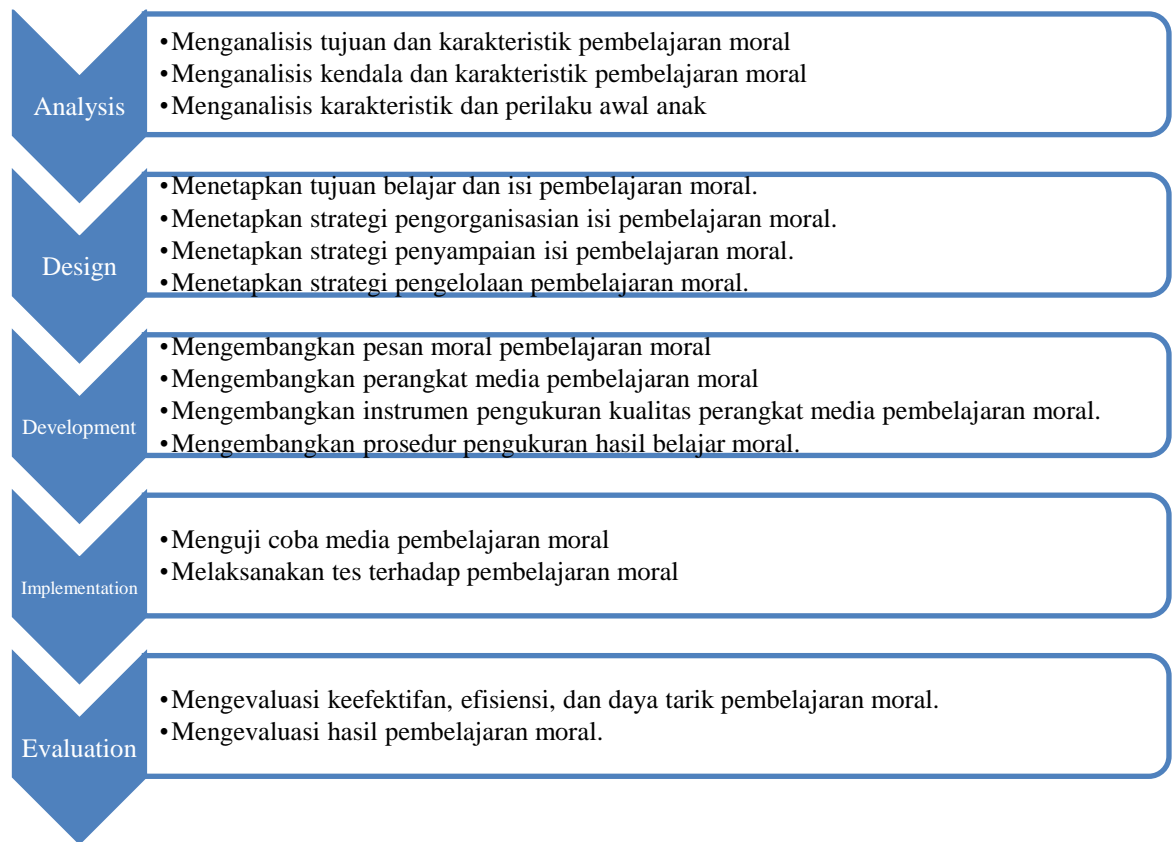 Analysis
•Menganalisis tujuan dan karakteristik pembelajaran moral
•Menganalisis kendala dan karakteristik pembelajaran moral
•Menganalisis karakteristik dan perilaku awal anak
Design
•Menetapkan tujuan belajar dan isi pembelajaran moral.
•Menetapkan strategi pengorganisasian isi pembelajaran moral.
•Menetapkan strategi penyampaian isi pembelajaran moral.
•Menetapkan strategi pengelolaan pembelajaran moral.
Development
•Mengembangkan pesan moral pembelajaran moral
•Mengembangkan perangkat media pembelajaran moral
•Mengembangkan instrumen pengukuran kualitas perangkat media pembelajaran moral.
•Mengembangkan prosedur pengukuran hasil belajar moral.
Implementation
•Menguji coba media pembelajaran moral
•Melaksanakan tes terhadap pembelajaran moral
Evaluation
•Mengevaluasi keefektifan, efisiensi, dan daya tarik pembelajaran moral.
•Mengevaluasi hasil pembelajaran moral.